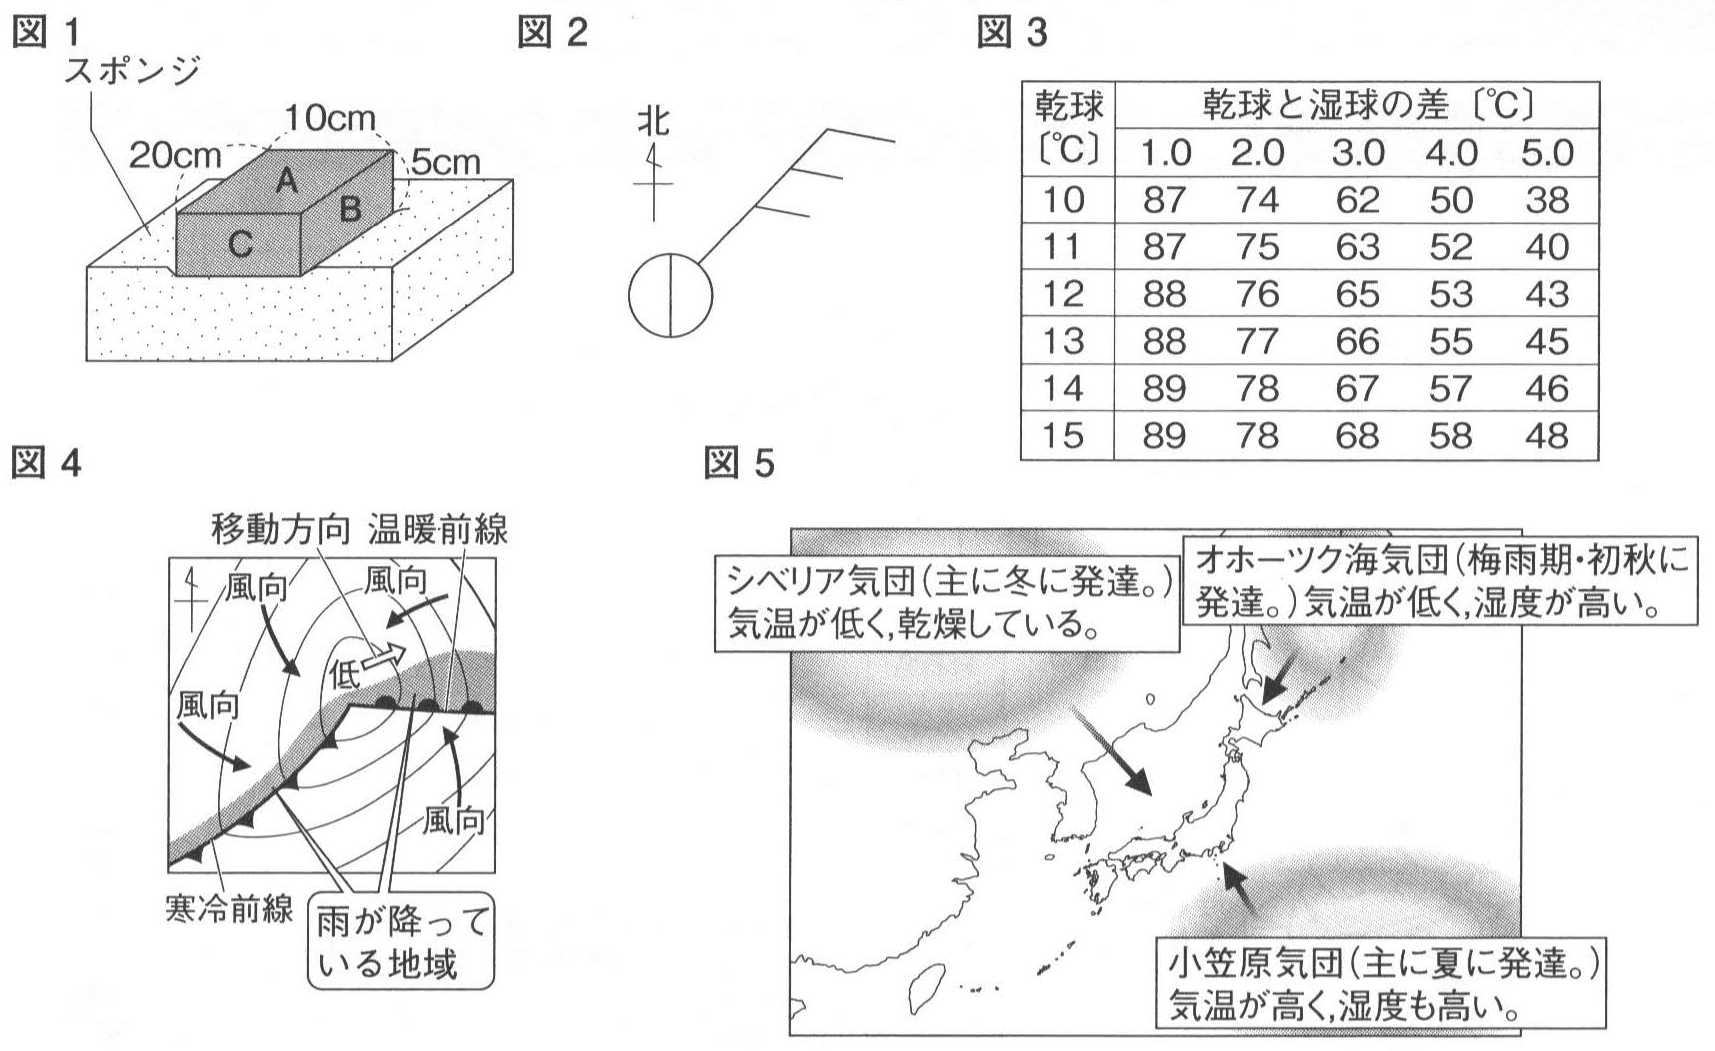 図1
スポンジ
10cm
20cm
5cm
A
B
C
図2
北
図3
乾球〔℃〕
乾球と湿球の差〔℃〕
1.0 2.0 3.0 4.0 5.0
10 87 74 62 50 38
11 87 75 63 52 40
12 88 76 65 53 43
13 88 77 66 55 45
14 89 78 67 57 46
15 89 78 68 58 48
図4
移動方向 温暖前線
風向
風向
低
風向
風向
寒冷前線
雨が降って
いる地域
図5
シベリア気団(主に冬に発達。)
気温が低く,乾燥している。
オホーツク海気団(梅雨期・初秋に
発達。)気温が低く,湿度が高い。
小笠原気団(主に夏に発達。)
気温が高く,湿度も高い。